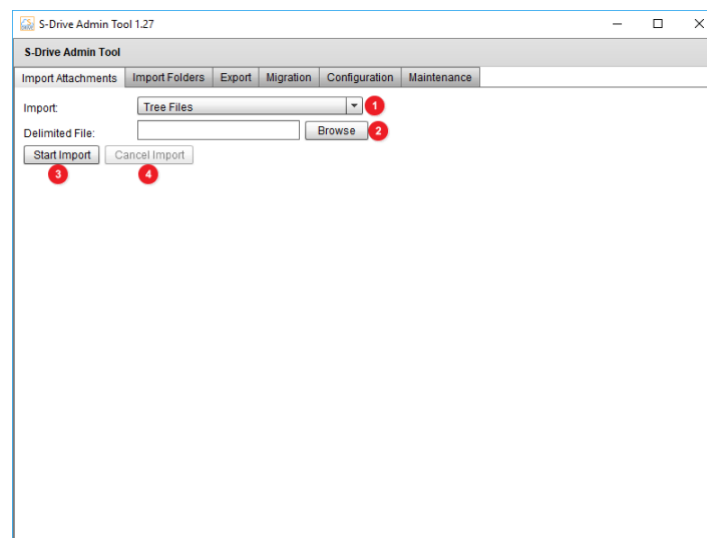 S-Drive Admin Tool 1.27
S-Drive Admin Tool
Import Attachments Import Folders Export Migration Configuration Maintenance
Import: Tree Files 1
Delimited File: Browse 2
Start Import Cancel Import
3 4